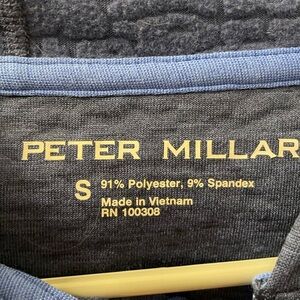 PETER MILLAR
S 91% Polyester, 9% Spandex
Made in Vietnam
RN 100308